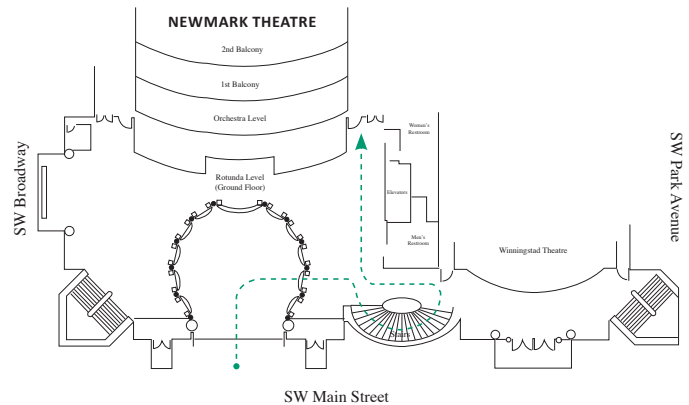 NEWMARK THEATRE
2nd Balcony
1st Balcony
Orchestra Level
Woman's
Restroom
Rotunda Level
(Ground Floor)
Elevators
Man's
Restroom
Winningstad Theatre
Stairs
SW Broadway
SW Park Avenue
SW Main Street